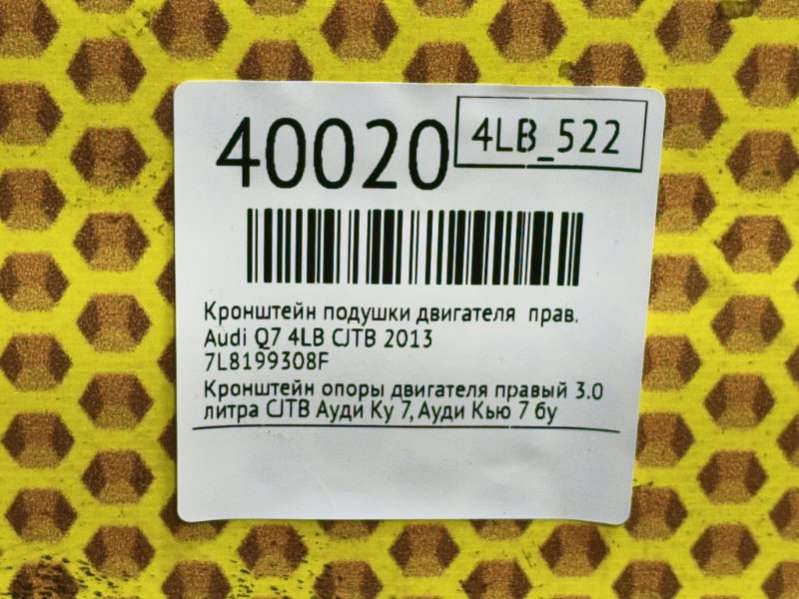 40020
4LB_522
Кронштейн подушки двигателя прав.
Audi Q7 4LB CJTB 2013
7L8199308F
Кронштейн опоры двигателя правый 3.0
литра CJTB Ауди Ку 7, Ауди Кью 7 бу